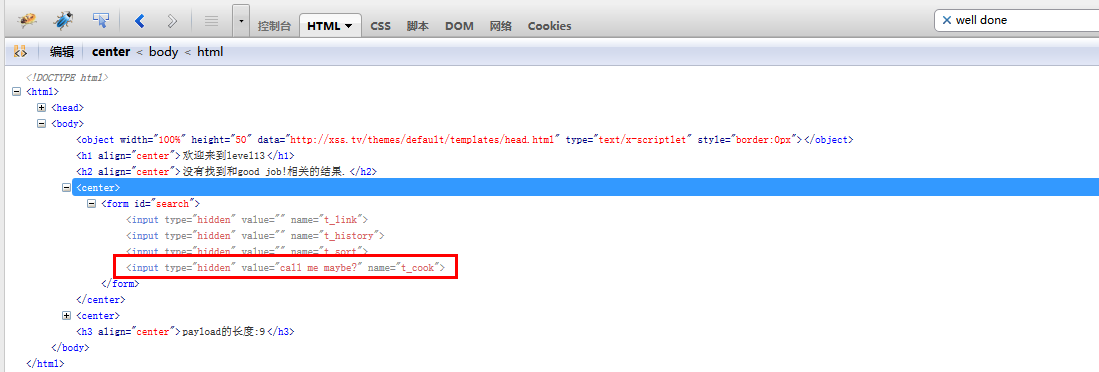 控制台 HTML CSS 脚本 DOM 网络 Cookies well done
编辑 center < body < html
<!DOCTYPE html>
<html>
<head>
<body>
<object width="100%" height="50" data="http://xss.tv/themes/default/templates/head.html" type="text/x-scriptlet" style="border:0px"></object>
<h1 align="center">欢迎来到level13</h1>
<h2 align="center">没有找到和good job!相关的结果.</h2>
<center>
<form id="search">
<input type="hidden" value="" name="t_link">
<input type="hidden" value="" name="t_history">
<input type="hidden" value="" name="t_sort">
<input type="hidden" value="call me maybe?" name="t_cook">
</form>
</center>
<center>
<h3 align="center">payload的长度:9</h3>
</body>
</html>